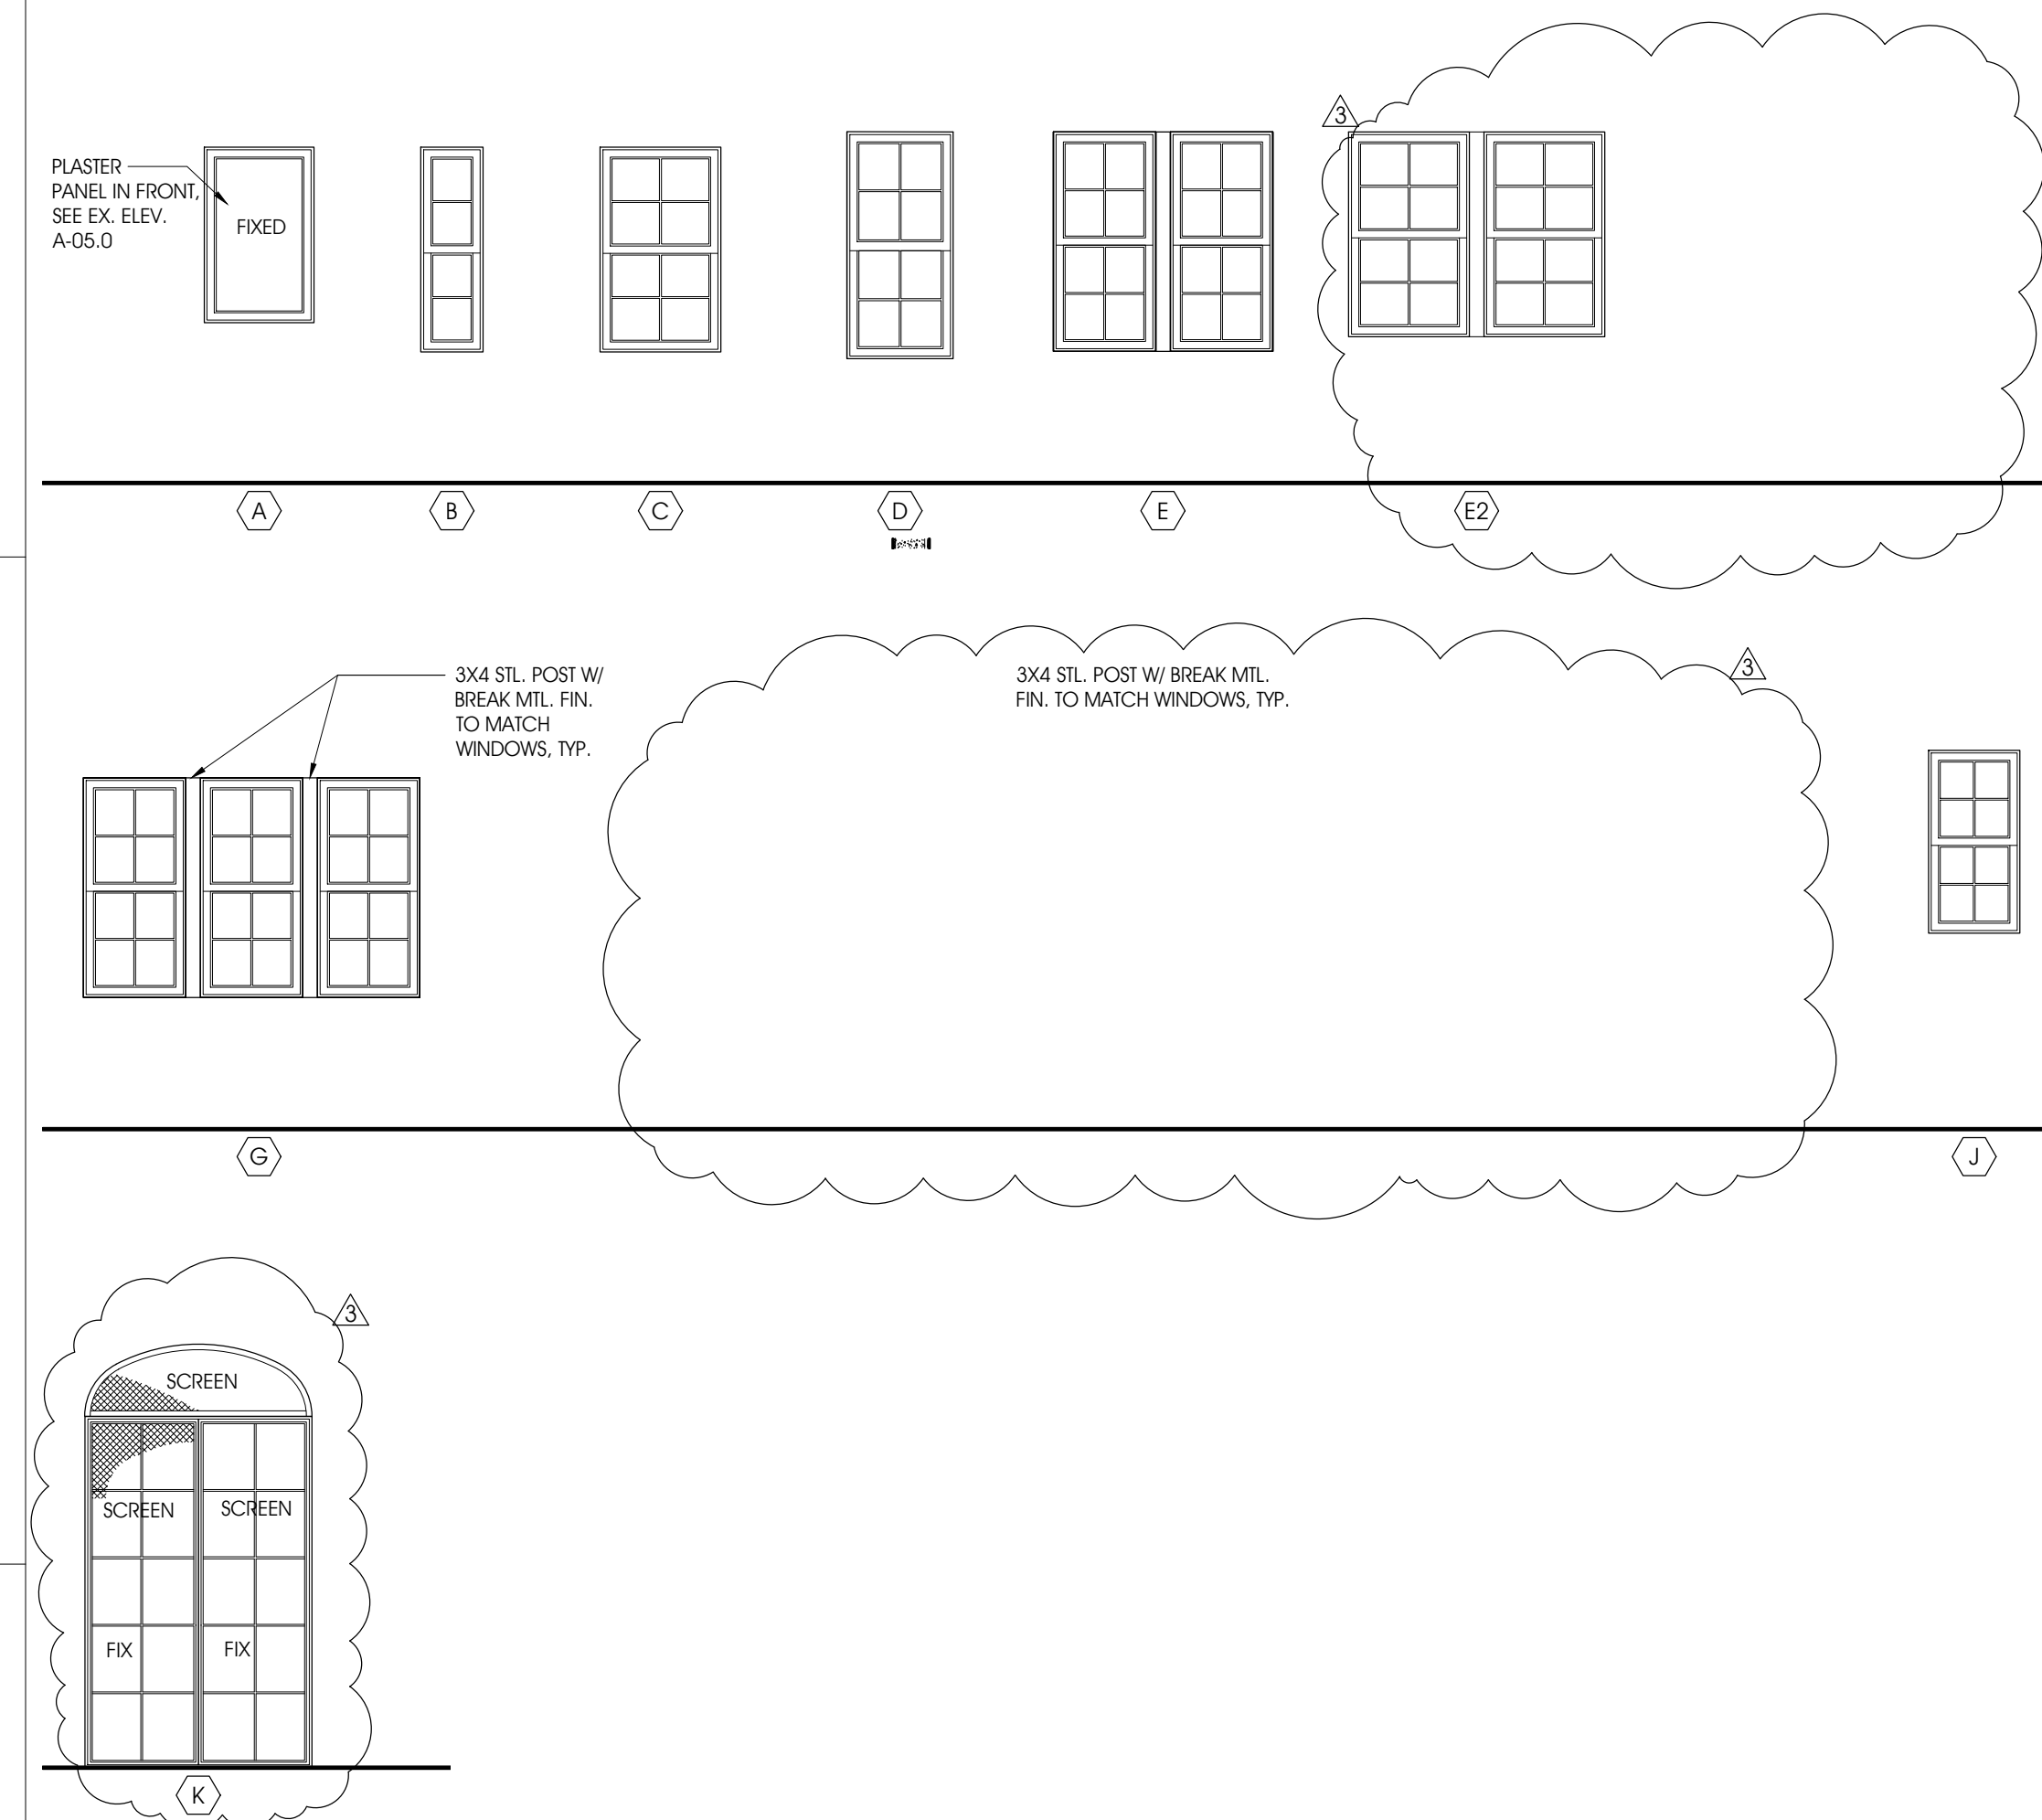 3
PLASTER
PANEL IN FRONT,
SEE EX. ELEV.
A-05.0
FIXED
A
B
C
D
E
E2
3X4 STL. POST W/
BREAK MTL. FIN.
TO MATCH
WINDOWS, TYP.
3X4 STL. POST W/ BREAK MTL.
FIN. TO MATCH WINDOWS, TYP.
3
G
J
3
SCREEN
SCREEN
SCREEN
FIX
FIX
K